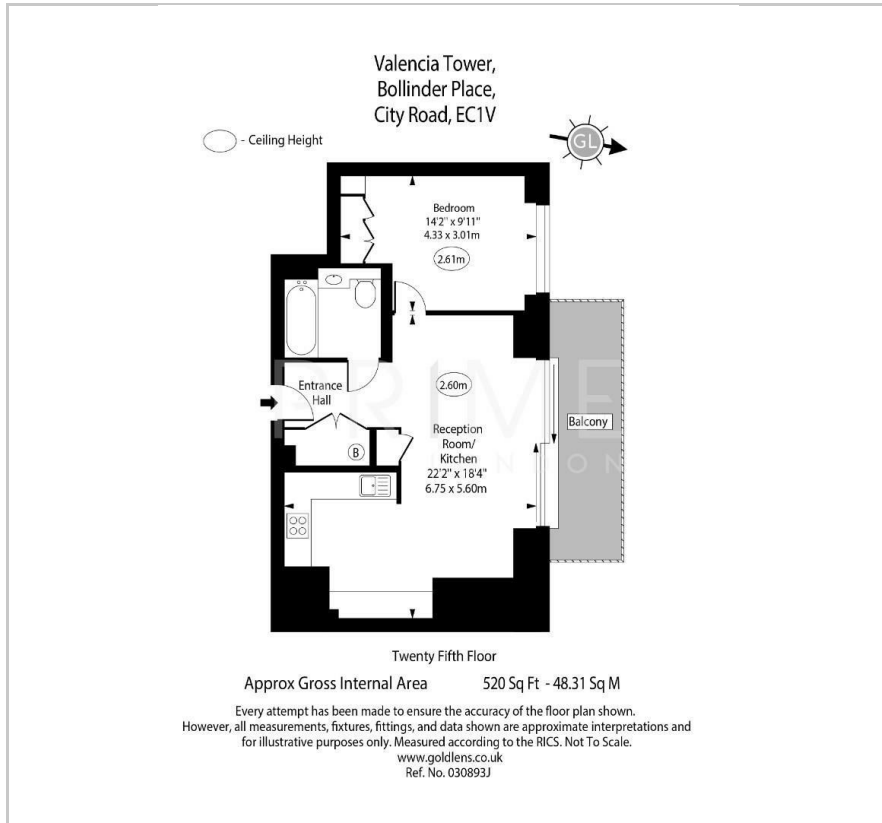 Valencia Tower,
Bollinder Place,
City Road, EC1V
- Ceiling Height
GL
Bedroom
14'2" x 9'11"
4.33 x 3.01m
2.61m
Entrance
Hall
2.60m
PRIME
LONDON
Reception
Room/
Kitchen
22'2" x 18'4"
6.75 x 5.60m
B
Balcony
Twenty Fifth Floor
Approx Gross Internal Area 520 Sq Ft - 48.31 Sq M
Every attempt has been made to ensure the accuracy of the floor plan shown.
However, all measurements, fixtures, fittings, and data shown are approximate interpretations and
for illustrative purposes only. Measured according to the RICS. Not To Scale.
www.goldlens.co.uk
Ref. No. 030893J